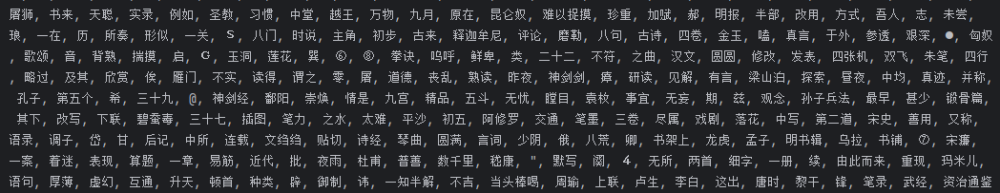 屠狮, 书来, 天聪, 实录, 例如, 圣教, 习惯, 中堂, 越王, 万物, 九月, 原在, 昆仑奴, 难以捉摸, 珍重, 加赋, 郝, 明报, 半部, 改用, 方式, 吾人, 志, 未尝,
琅, 一在, 历, 所奏, 形似, 一关, S, 八门, 时说, 主角, 初步, 古来, 释迦牟尼, 评论, 磨勒, 八句, 古诗, 四卷, 金玉, 嗑, 真言, 于外, 参透, 艰深, ●, 匈奴
, 歌颂, 音, 背熟, 揣摸, 启, G, 玉洞, 莲花, 巽, ⑥, ⑧, 拳诀, 呜呼, 鲜卑, 类, 二十二, 不符, 之曲, 汉文, 圆圆, 修改, 发表, 四张机, 双飞, 朱笔, 四行
, 略过, 及其, 欣赏, 俟, 雁门, 不实, 读得, 谓之, 零, 屠, 道德, 丧乱, 熟读, 昨夜, 神剑剑, 瘠, 研读, 见解, 有言, 梁山泊, 探索, 昼夜, 中均, 真迹, 并称,
孔子, 第五个, 希, 三十九, @, 神剑经, 鄱阳, 崇焕, 情是, 九宫, 精品, 五斗, 无忧, 瞠目, 袁枚, 事宜, 无妄, 期, 兹, 观念, 孙子兵法, 最早, 甚少, 锻骨篇,
其下, 改写, 下联, 碧蚕毒, 三十七, 插图, 笔力, 之水, 太难, 平沙, 初五, 阿修罗, 交通, 笔墨, 三卷, 尽属, 戏剧, 落花, 中写, 第二道, 宋史, 善用, 又称,
语录, 调子, 岱, 甘, 后记, 中所, 连载, 文绉绉, 贴切, 诗经, 琴曲, 圆满, 言词, 少阴, 俄, 八荒, 卿, 书架上, 龙虎, 孟子, 明书辑, 乌拉, 书铺, ⑦, 宋濂,
一案, 着迷, 表现, 算题, 一章, 易筋, 近代, 批, 夜雨, 杜甫, 普善, 数千里, 嵇康, ", 默写, 阕, 4, 无所, 两首, 细字, 一册, 续, 由此而来, 重现, 玛米儿,
语句, 厚薄, 虚幻, 互通, 升天, 顿首, 种类, 辟, 御制, 讳, 一知半解, 不吉, 当头棒喝, 周瑜, 上联, 卢生, 李白, 这出, 唐时, 黎干, 锋, 笔录, 武经, 资治通鉴